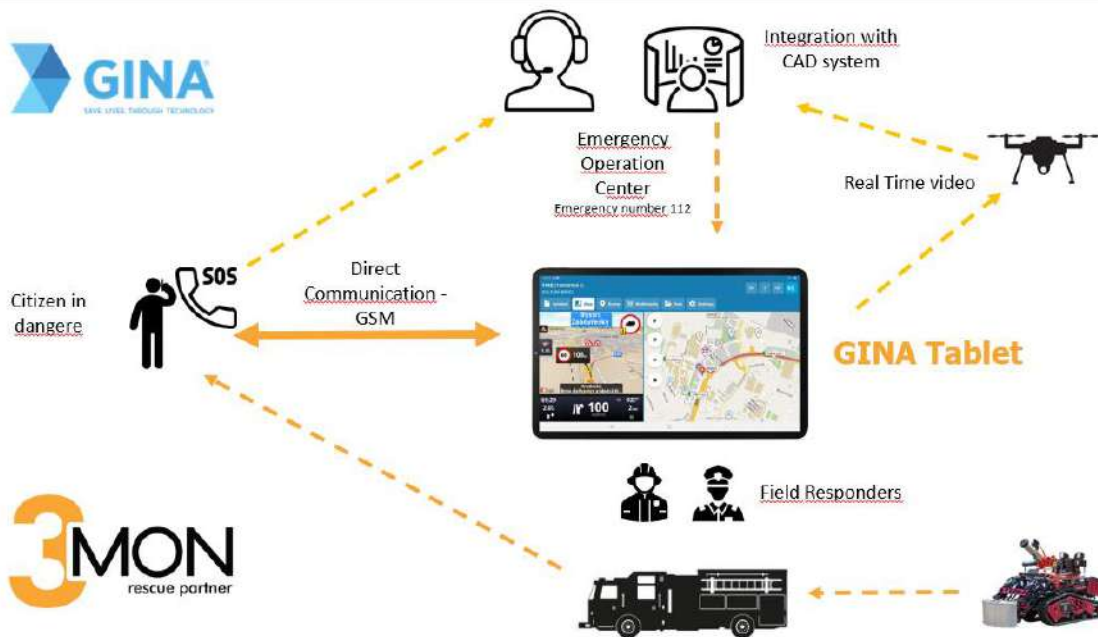 GINA
SAVE LIVES THROUGH TECHNOLOGY
Integration with
CAD system
Emergency
Operation
Center
Emergency number 112
Real Time video
SOS
Citizen in
dangere
Direct
Communication -
GSM
100
GINA Tablet
Field Responders
3MON
rescue partner